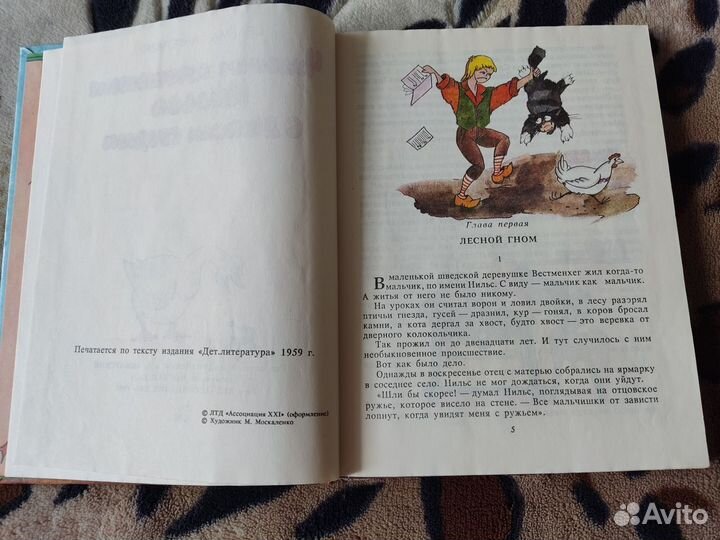 Печатается по тексту издания «Дет.литература» 1959 г.
© ЛТД «Ассоциация XXI» (оформление)
© Художник М. Москаленко
Глава первая
ЛЕСНОЙ ГНОМ
1
В маленькой шведской деревушке Вестменхег жил когда-то
мальчик, по имени Нильс. С виду — мальчик как мальчик.
А житья от него не было никому.
На уроках он считал ворон и ловил двойки, в лесу разорял
птичьи гнезда, гусей — дразнил, кур — гонял, в коров бросал
камни, а кота дергал за хвост, будто хвост — это веревка от
дверного колокольчика.
Так прожил он до двенадцати лет. И тут случилось с ним
необыкновенное происшествие.
Вот как было дело.
Однажды в воскресенье отец с матерью собрались на ярмарку
в соседнее село. Нильс не мог дождаться, когда они уйдут.
«Шли бы скорее! — думал Нильс, поглядывая на отцовское
ружье, которое висело на стене. — Все мальчишки от зависти
лопнут, когда увидят меня с ружьем».
5
Avito